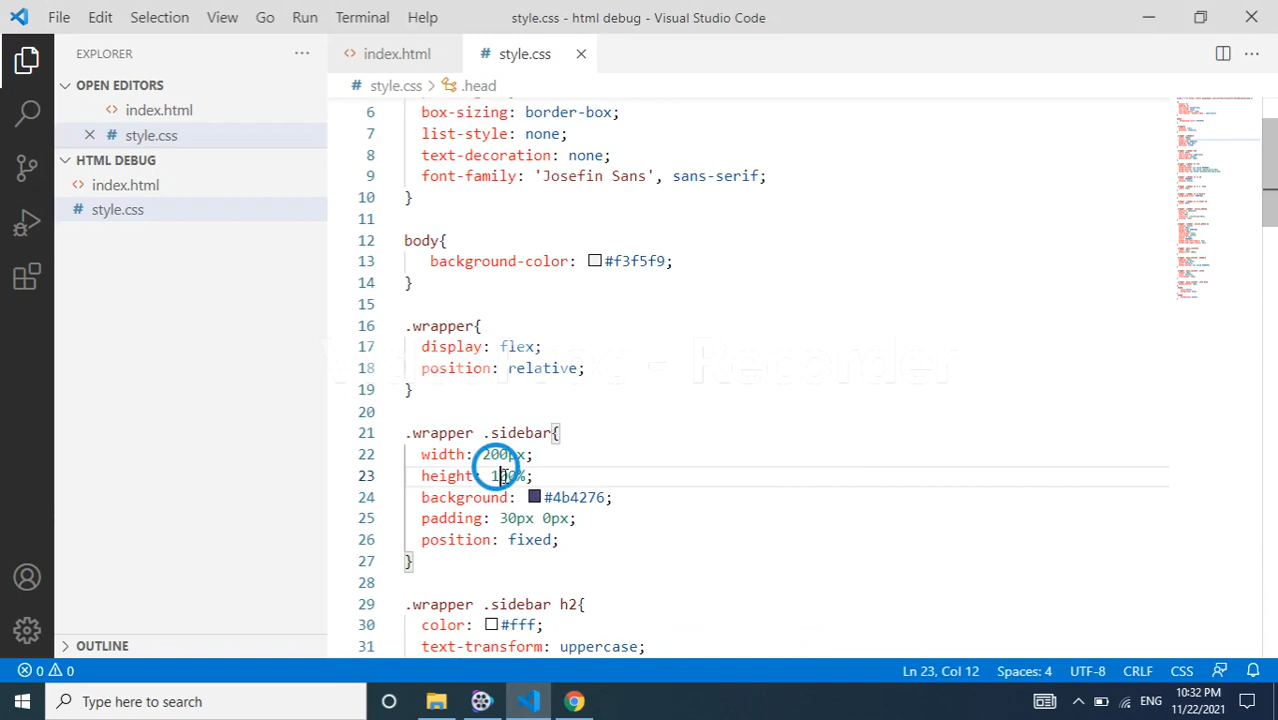 File Edit Selection View Go Run Terminal Help style.css - html debug - Visual Studio Code
EXPLORER
OPEN EDITORS
index.html
style.css
HTML DEBUG
index.html
style.css
OUTLINE
index.html style.css
style.css > .head
6 box-sizing: border-box;
7 list-style: none;
8 text-decoration: none;
9 font-family: 'Josefin Sans', sans-serif;
10 }
11
12 body{
13 background-color: #f3f5f9;
14 }
15
16 .wrapper{
17 display: flex;
18 position: relative;
19 }
20
21 .wrapper .sidebar{
22 width: 200px;
23 height: 100%;
24 background: #4b4276;
25 padding: 30px 0px;
26 position: fixed;
27 }
28
29 .wrapper .sidebar h2{
30 color: #fff;
31 text-transform: uppercase;
- Recorder
0 0 Ln 23, Col 12 Spaces: 4 UTF-8 CRLF CSS
Type here to search
ENG
10:32 PM
11/22/2021